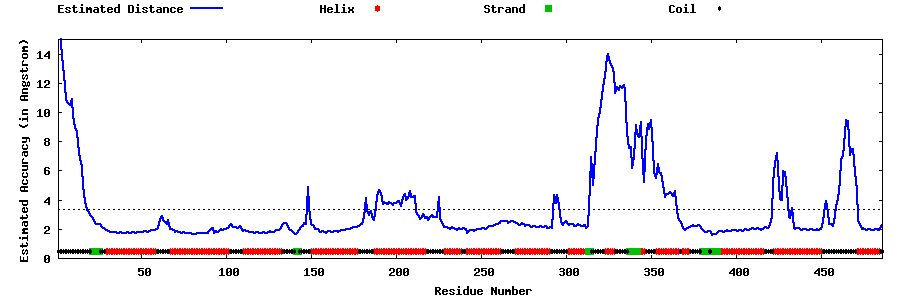 Estimated Distance Helix Strand Coil
Estimated Accuracy (in Angstrom)
14
12
10
8
6
4
2
0
50 100 150 200 250 300 350 400 450
Residue Number